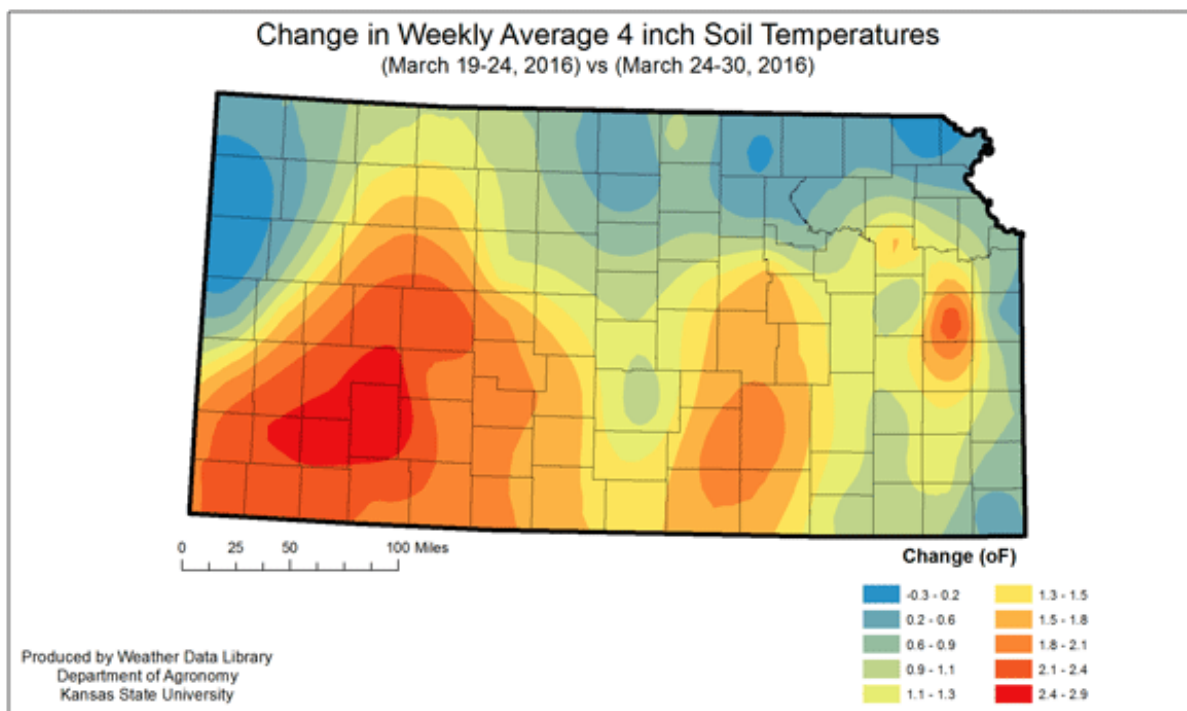 Change in Weekly Average 4 inch Soil Temperatures
(March 19-24, 2016) vs (March 24-30, 2016)
0 25 50 100 Miles
Change (oF)
-0.3 - 0.2
0.2 - 0.6
0.6 - 0.9
0.9 - 1.1
1.1 - 1.3
1.3 - 1.5
1.5 - 1.8
1.8 - 2.1
2.1 - 2.4
2.4 - 2.9
Produced by Weather Data Library
Department of Agronomy
Kansas State University